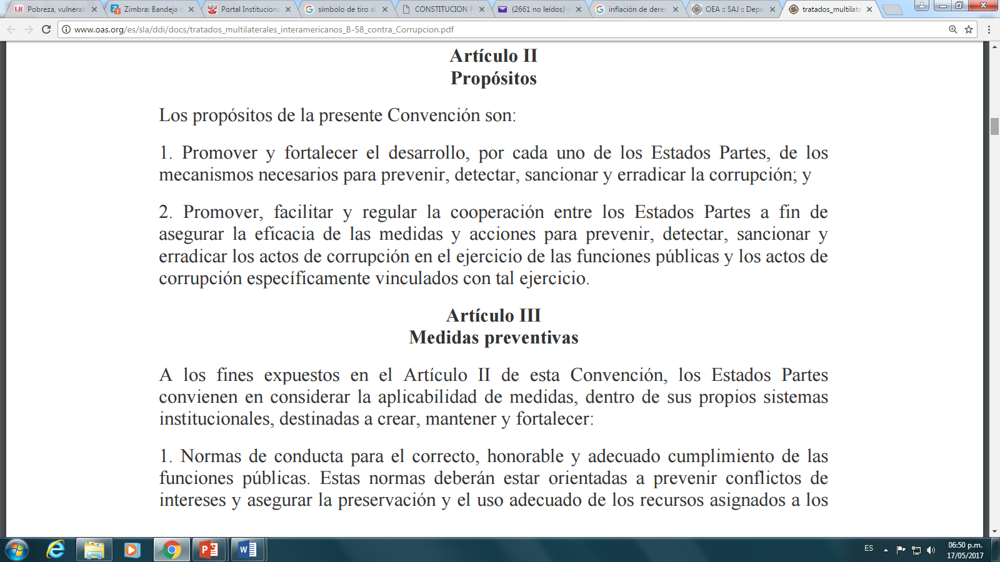 Pobreza, vulnerab
Zimbra: Bandeja d
Portal Instituciona
símbolo de tiro al
CONSTITUCION P
(2661 no leídos) -
inflación de derec
OEA :: SAJ :: Depa
tratados_multilate
www.oas.org/es/sla/ddi/docs/tratados_multilaterales_interamericanos_B-58_contra_Corrupcion.pdf
Artículo II
Propósitos
Los propósitos de la presente Convención son:
1. Promover y fortalecer el desarrollo, por cada uno de los Estados Partes, de los
mecanismos necesarios para prevenir, detectar, sancionar y erradicar la corrupción; y
2. Promover, facilitar y regular la cooperación entre los Estados Partes a fin de
asegurar la eficacia de las medidas y acciones para prevenir, detectar, sancionar y
erradicar los actos de corrupción en el ejercicio de las funciones públicas y los actos de
corrupción específicamente vinculados con tal ejercicio.
Artículo III
Medidas preventivas
A los fines expuestos en el Artículo II de esta Convención, los Estados Partes
convienen en considerar la aplicabilidad de medidas, dentro de sus propios sistemas
institucionales, destinadas a crear, mantener y fortalecer:
1. Normas de conducta para el correcto, honorable y adecuado cumplimiento de las
funciones públicas. Estas normas deberán estar orientadas a prevenir conflictos de
intereses y asegurar la preservación y el uso adecuado de los recursos asignados a los
ES
06:50 p.m.
17/05/2017